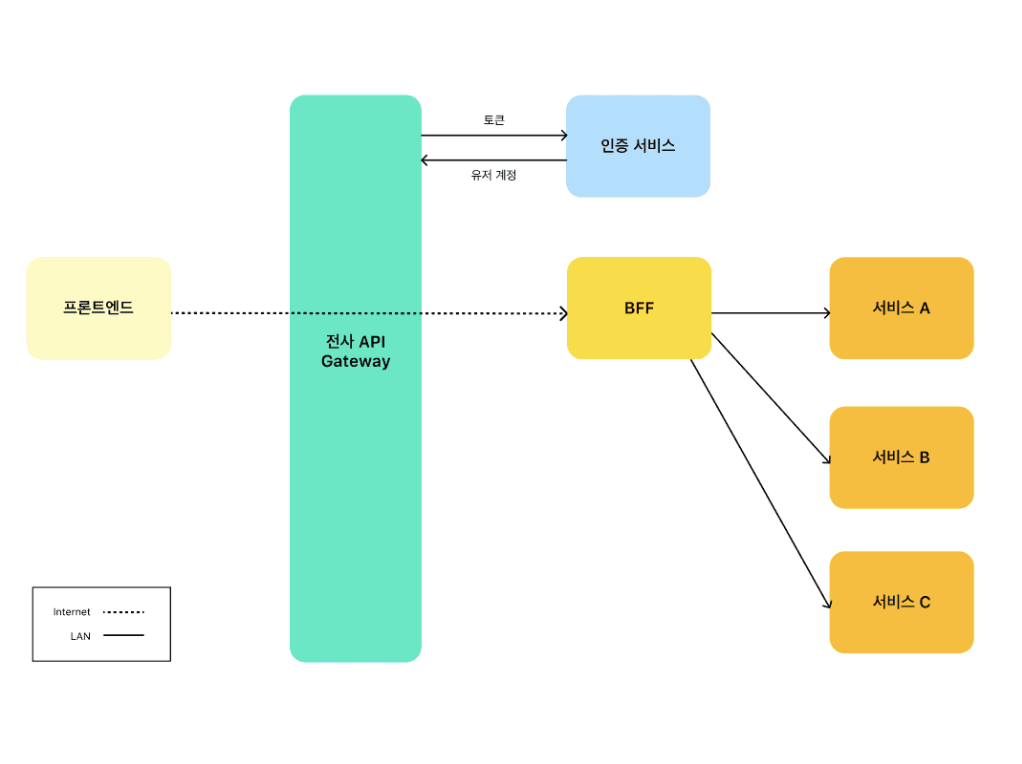 토큰
인증 서비스
유저 계정
프론트엔드
전사 API
Gateway
BFF
서비스 A
서비스 B
서비스 C
Internet
LAN